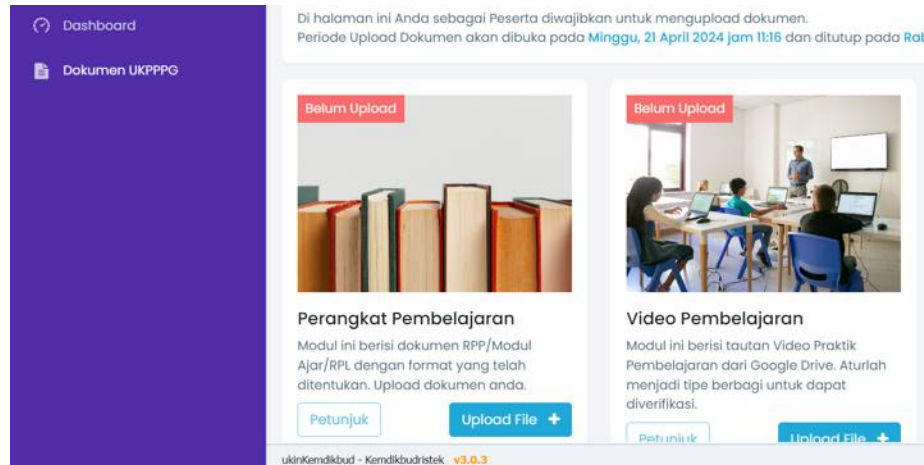 Dashboard
Dokumen UKPPPG
Di halaman ini Anda sebagai Peserta diwajibkan untuk mengupload dokumen.
Periode Upload Dokumen akan dibuka pada Minggu, 21 April 2024 jam 11:16 dan ditutup pada Rab
Belum Upload
Perangkat Pembelajaran
Modul ini berisi dokumen RPP/Modul
Ajar/RPL dengan format yang telah
ditentukan. Upload dokumen anda.
Petunjuk
Upload File +
Belum Upload
Video Pembelajaran
Modul ini berisi tautan Video Praktik
Pembelajaran dari Google Drive. Aturlah
menjadi tipe berbagi untuk dapat
diverifikasi.
Petunjuk
Upload File +
ukinKemdikbud - Kemdikbudristek v3.0.3